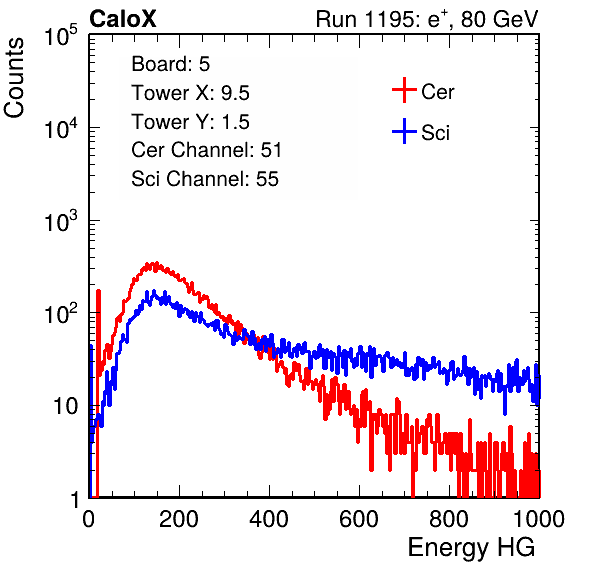 CaloX Run 1195: e⁺, 80 GeV
Board: 5
Tower X: 9.5
Tower Y: 1.5
Cer Channel: 51
Sci Channel: 55
Cer
Sci
Counts
10⁵
10⁴
10³
10²
10
1
0 200 400 600 800 1000
Energy HG